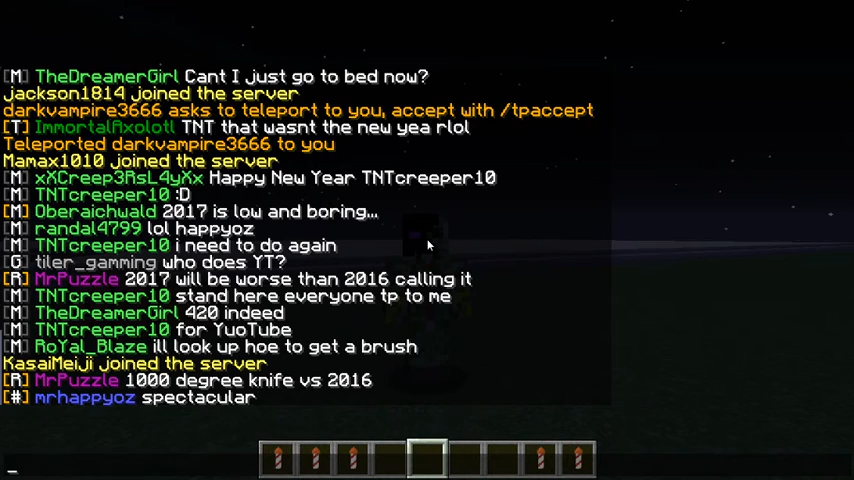 [M] TheDreamerGirl Cant I just go to bed now?
jackson1814 joined the server
darkvampire3666 asks to teleport to you, accept with /tpaccept
[T] ImmortalAxolotl TNT that wasnt the new yea rlol
Teleported darkvampire3666 to you
Mamax1010 joined the server
[M] xXCreep3RsL4yXx Happy New Year TNTcreeper10
[M] TNTcreeper10 :D
[M] Oberaichwald 2017 is low and boring...
[M] randal4799 lol happyoz
[M] TNTcreeper10 i need to do again
[G] tiler_gamming who does YT?
[R] MrPuzzle 2017 will be worse than 2016 calling it
[M] TNTcreeper10 stand here everyone tp to me
[M] TheDreamerGirl 420 indeed
[M] TNTcreeper10 for YuoTube
[M] RoYal_Blaze ill look up hoe to get a brush
KasaiMeiji joined the server
[R] MrPuzzle 1000 degree knife vs 2016
[#] mrhappyoz spectacular
_